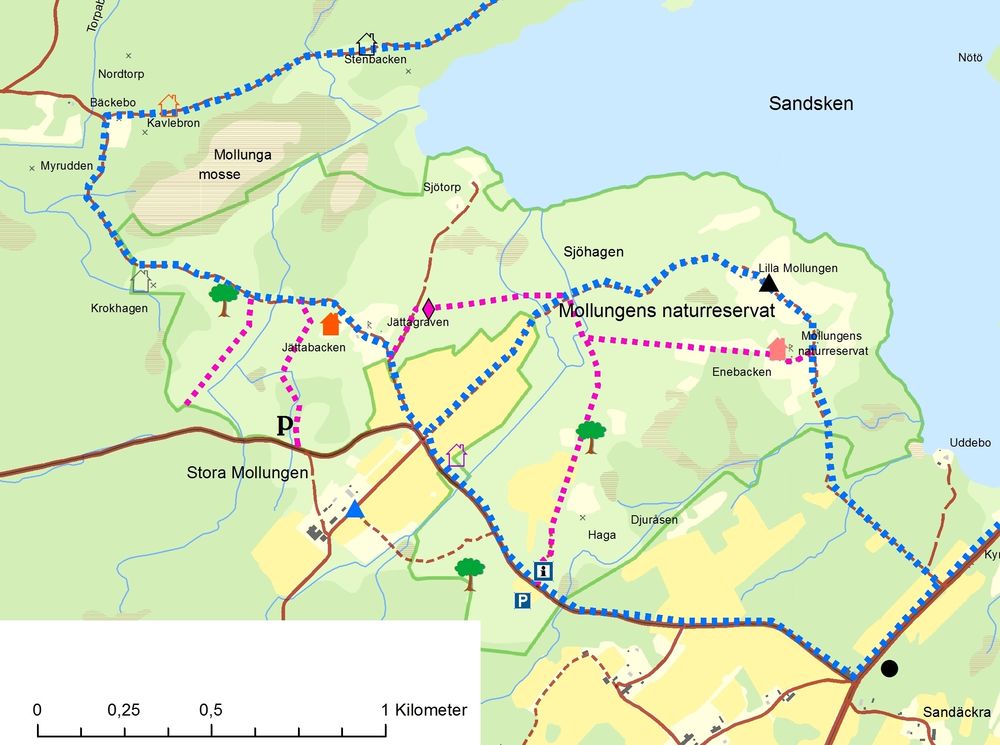 Torpab
Stenbacken
Nötö
Nordtorp
Sandsken
Bäckebo
Kavlebron
Mollunga
mosse
Myrudden
Sjötorp
Sjöhagen
Lilla Mollungen
Krokhagen
Mollungens naturreservat
Jättagraven
Mollungens
naturreservat
Jättabacken
Enebacken
P
Uddebo
Stora Mollungen
Djuråsen
Haga
Kyr
i
P
0
0,25
0,5
1 Kilometer
Sandäckra